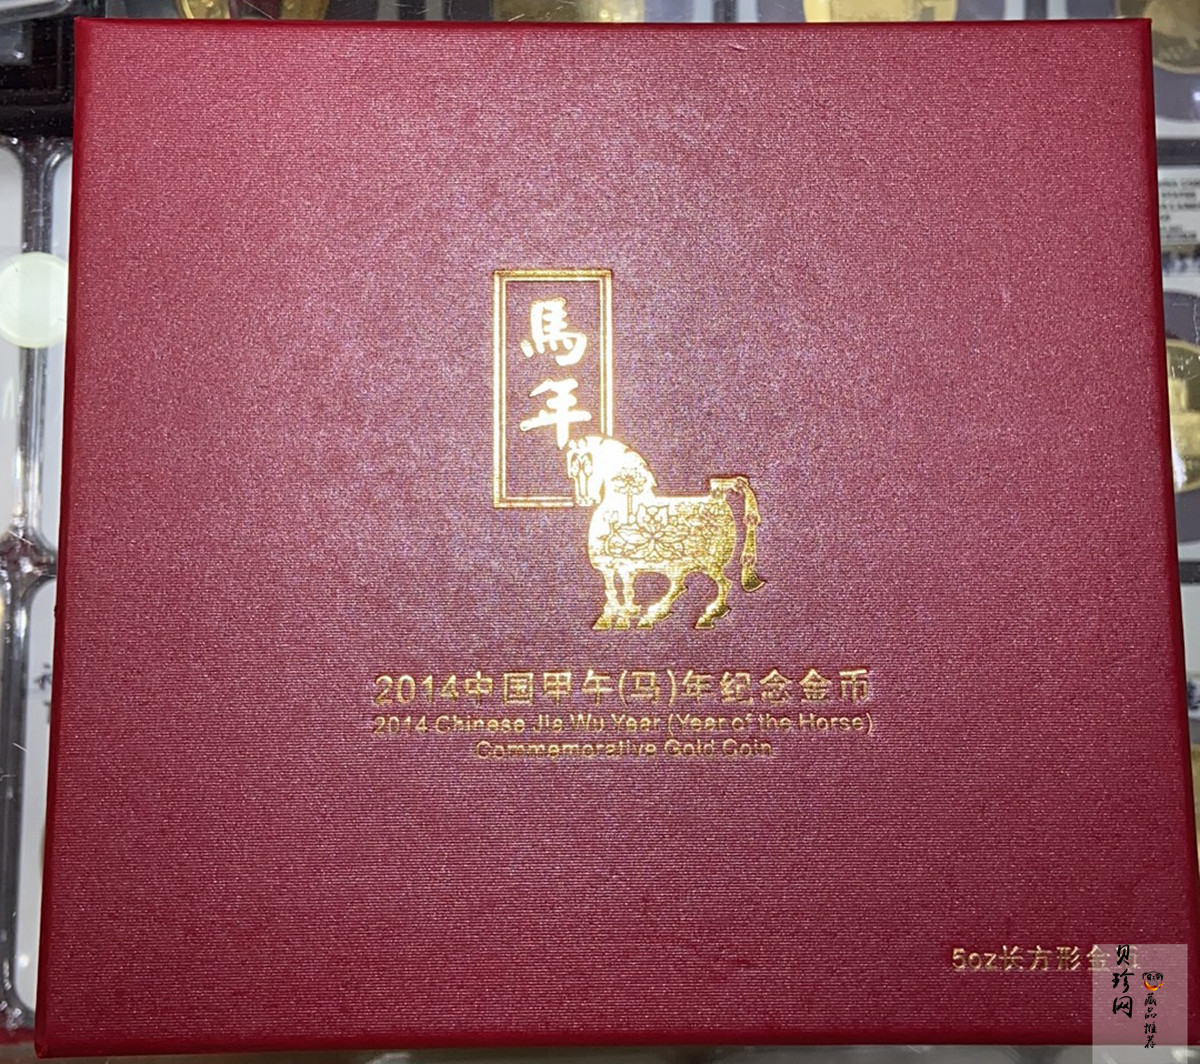 馬年
2014中国甲午(马)年纪念金币
2014 Chinese Jia Wu Year (Year of the Horse)
Commemorative Gold Coin
5oz长方形金币
贝珍网
藏品推荐